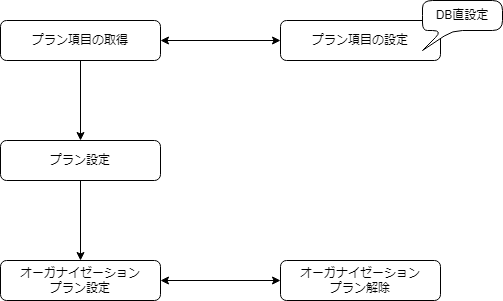 DB直設定
プラン項目の取得
プラン項目の設定
プラン設定
オーガナイゼーション
プラン設定
オーガナイゼーション
プラン解除